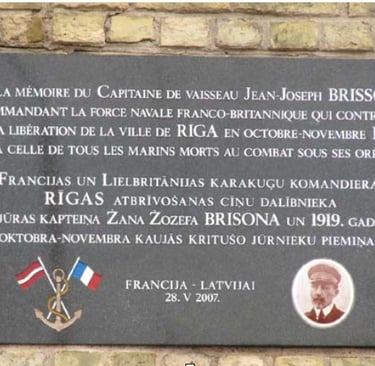 LA MÉMOIRE DU CAPITAINE DE VAISSEAU JEAN-JOSEPH BRISSO
OMMANDANT LA FORCE NAVALE FRANCO-BRITANNIQUE QUI CONTR
A LIBÉRATION DE LA VILLE DE RIGA EN OCTOBRE-NOVEMBRE 1
À CELLE DE TOUS LES MARINS MORTS AU COMBAT SOUS SES OR
FRANCIJAS UN LIELBRITĀNIJAS KARAKUĢU KOMANDIERA
RĪGAS ATBRĪVOŠANAS CĪŅU DALĪBNIEKA
JŪRAS KAPTEIŅA ŽANA ŽOZEFA BRISONA UN 1919. GAD
OKTOBRA-NOVEMBRA KAUJĀS KRITUŠO JŪRNIEKU PIEMIŅA
FRANCIJA - LATVIJAI
28. V 2007.